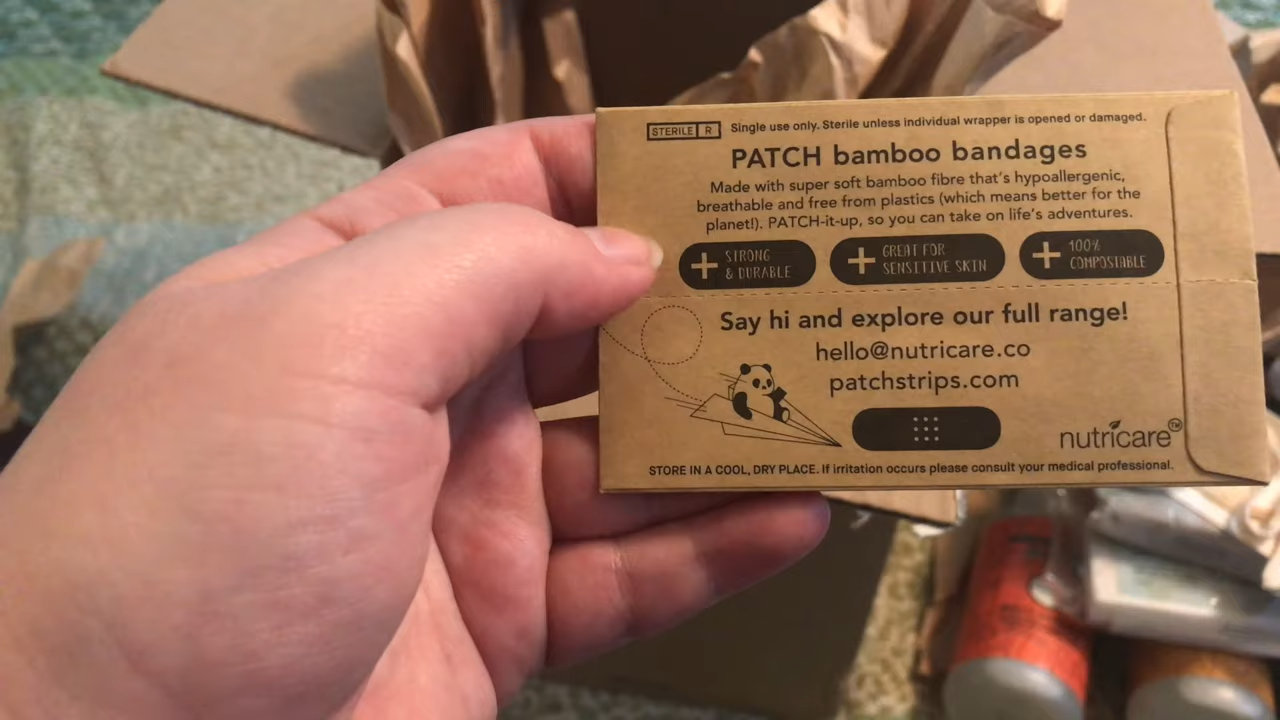 STERILE R Single use only. Sterile unless individual wrapper is opened or damaged.
PATCH bamboo bandages
Made with super soft bamboo fibre that's hypoallergenic,
breathable and free from plastics (which means better for the
planet!). PATCH-it-up, so you can take on life's adventures.
+ STRONG
& DURABLE
+ GREAT FOR
SENSITIVE SKIN
+ 100%
COMPOSTABLE
Say hi and explore our full range!
hello@nutricare.co
patchstrips.com
nutricare™
STORE IN A COOL, DRY PLACE. If irritation occurs please consult your medical professional.